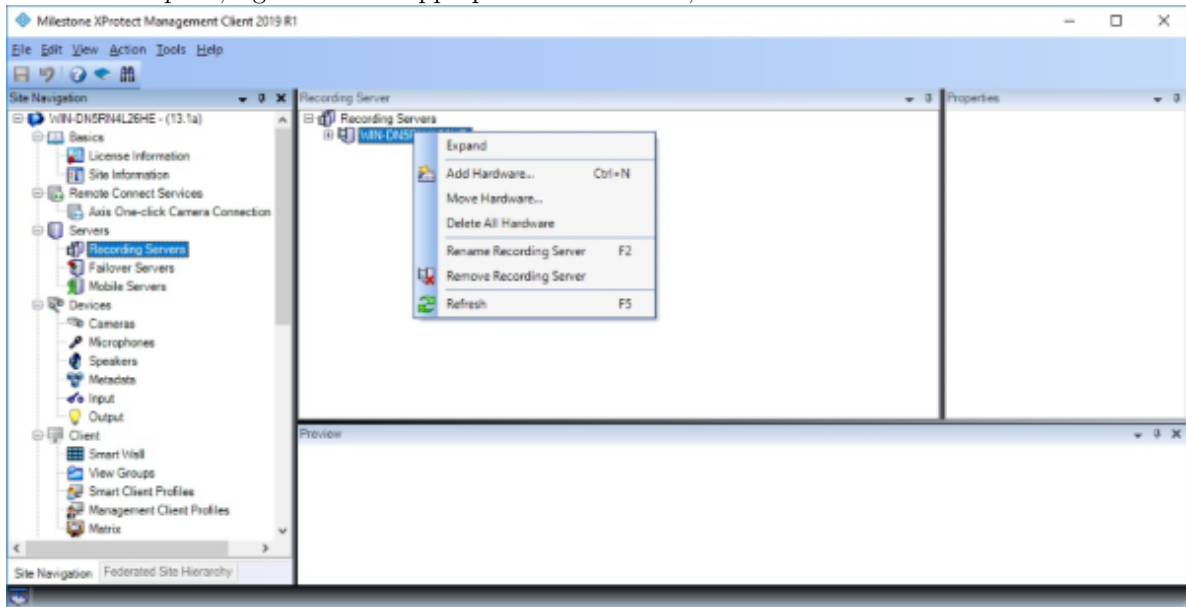 Milestone XProtect Management Client 2019 R1
File Edit View Action Tools Help
Site Navigation
WIN-DN5RN4L26HE - (13.1a)
Basics
License Information
Site Information
Remote Connect Services
Axis One-click Camera Connection
Servers
Recording Servers
Failover Servers
Mobile Servers
Devices
Cameras
Microphones
Speakers
Metadata
Input
Output
Client
Smart Wall
View Groups
Smart Client Profiles
Management Client Profiles
Matrix
Site Navigation Federated Site Hierarchy
Recording Server
Recording Servers
Expand
Add Hardware... Ctrl+N
Move Hardware...
Delete All Hardware
Rename Recording Server F2
Remove Recording Server
Refresh F5
Properties
Preview